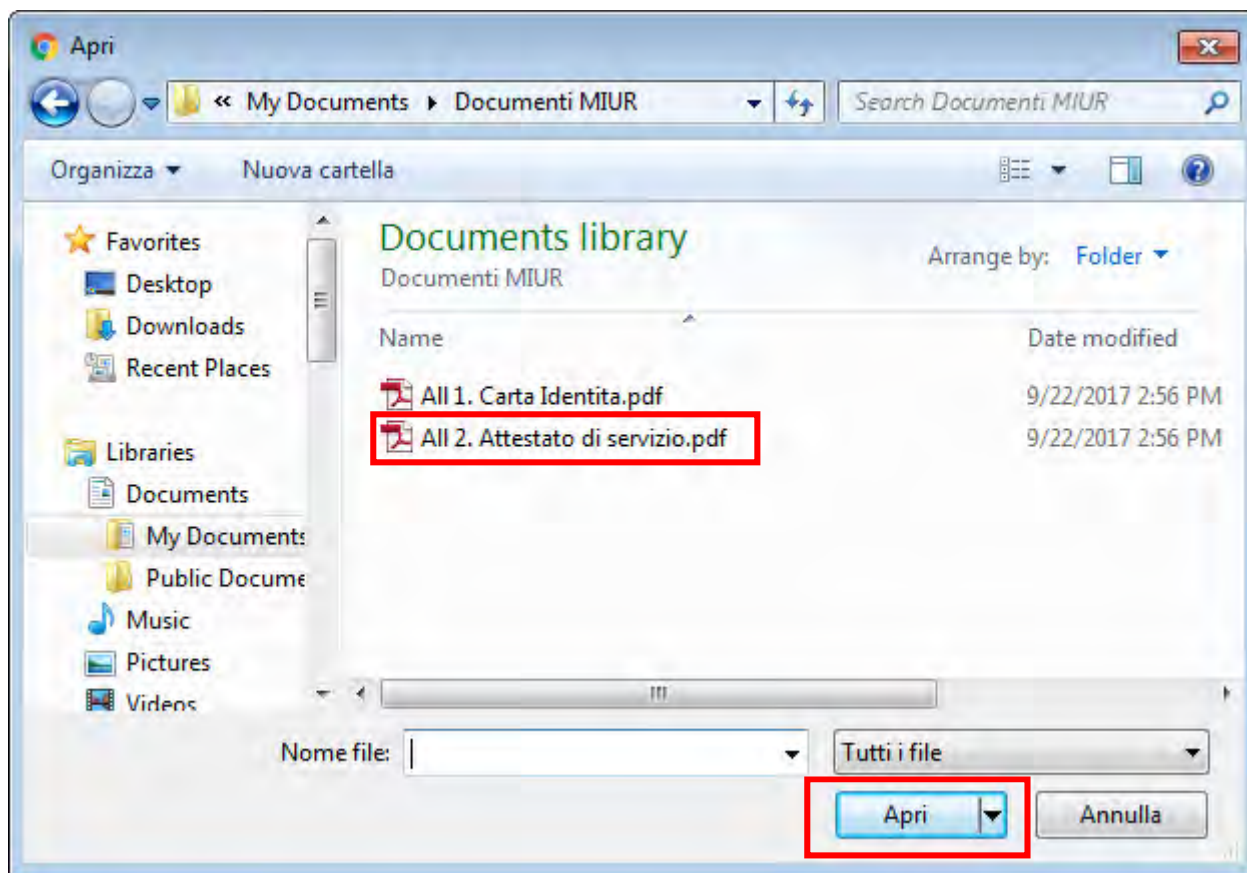 Apri
« My Documents Documenti MIUR
Search Documenti MIUR
Organizza Nuova cartella
Favorites
Desktop
Downloads
Recent Places
Libraries
Documents
My Documents
Public Docume
Music
Pictures
Videos
Documents library
Documenti MIUR
Arrange by: Folder
Name Date modified
All 1. Carta Identita.pdf 9/22/2017 2:56 PM
All 2. Attestato di servizio.pdf 9/22/2017 2:56 PM
Nome file: Tutti i file
Apri Annulla